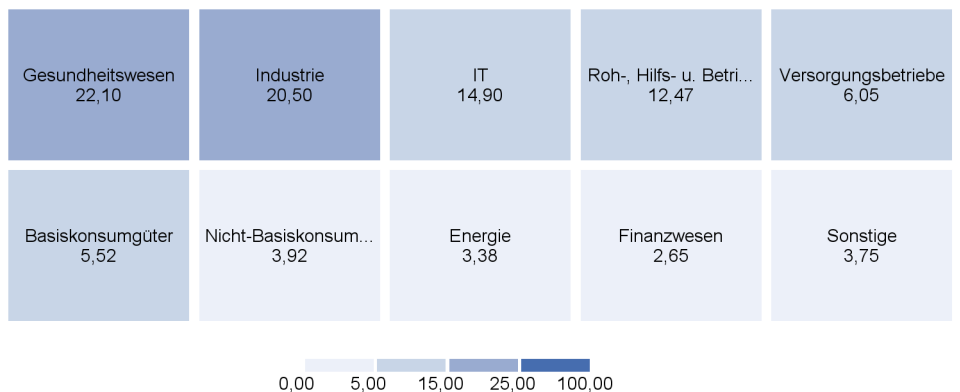 Gesundheitswesen
22,10
Industrie
20,50
IT
14,90
Roh-, Hilfs- u. Betri...
12,47
Versorgungsbetriebe
6,05
Basiskonsumgüter
5,52
Nicht-Basiskonsum...
3,92
Energie
3,38
Finanzwesen
2,65
Sonstige
3,75
0,00 5,00 15,00 25,00 100,00